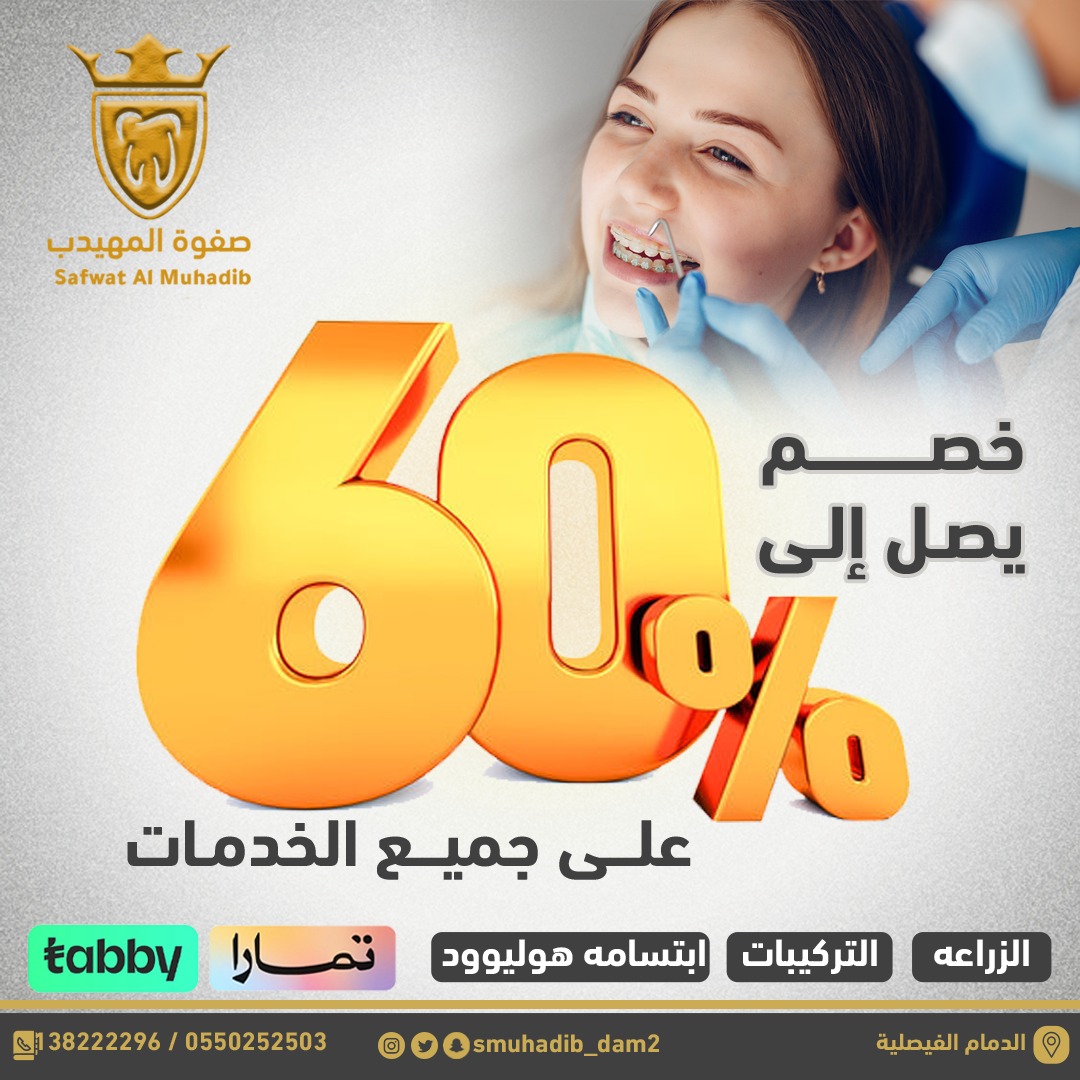 صفوة المهيدب
Safwat Al Muhadib
خصم
يصل إلى
60%
على جميع الخدمات
الزراعه
التركيبات
ابتسامه هوليوود
تمارا
tabby
138222296 / 0550252503
smuhadib_dam2
الدمام الفيصلية